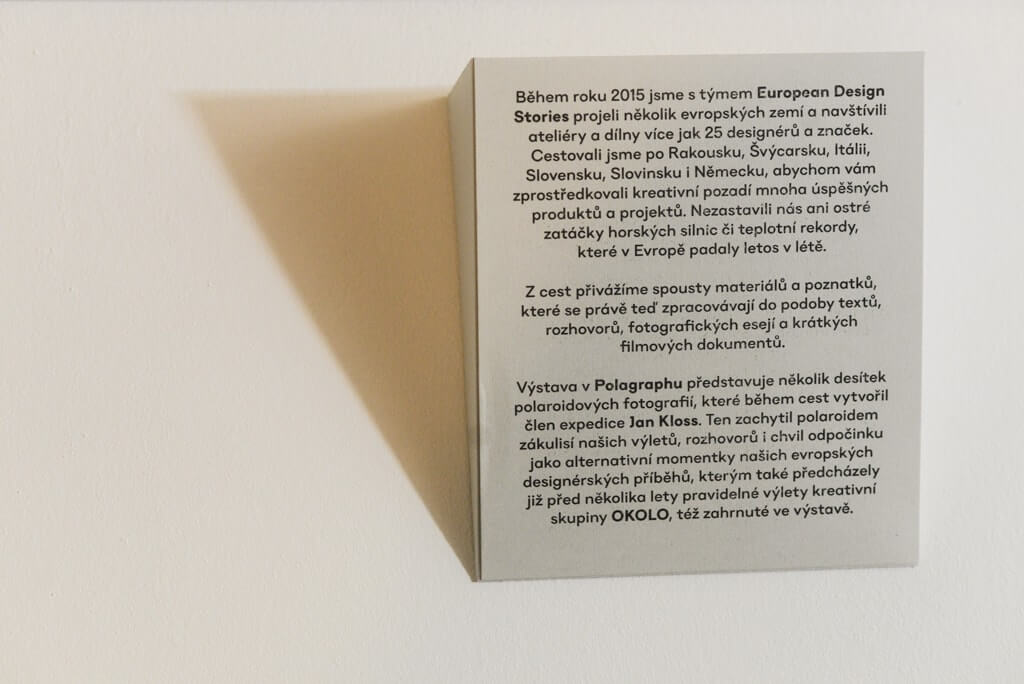 Během roku 2015 jsme s týmem European Design
Stories projeli několik evropských zemí a navštívili
ateliéry a dílny více jak 25 designérů a značek.
Cestovali jsme po Rakousku, Švýcarsku, Itálii,
Slovensku, Slovinsku i Německu, abychom vám
zprostředkovali kreativní pozadí mnoha úspěšných
produktů a projektů. Nezastavili nás ani ostré
zatáčky horských silnic či teplotní rekordy,
které v Evropě padaly letos v létě.
Z cest přivážíme spousty materiálů a poznatků,
které se právě teď zpracovávají do podoby textů,
rozhovorů, fotografických esejí a krátkých
filmových dokumentů.
Výstava v Polagraphu představuje několik desítek
polaroidových fotografií, které během cest vytvořil
člen expedice Jan Kloss. Ten zachytil polaroidem
zákulisí našich výletů, rozhovorů i chvil odpočinku
jako alternativní momentky našich evropských
designérských příběhů, kterým také předcházely
již před několika lety pravidelné výlety kreativní
skupiny OKOLO, též zahrnuté ve výstavě.